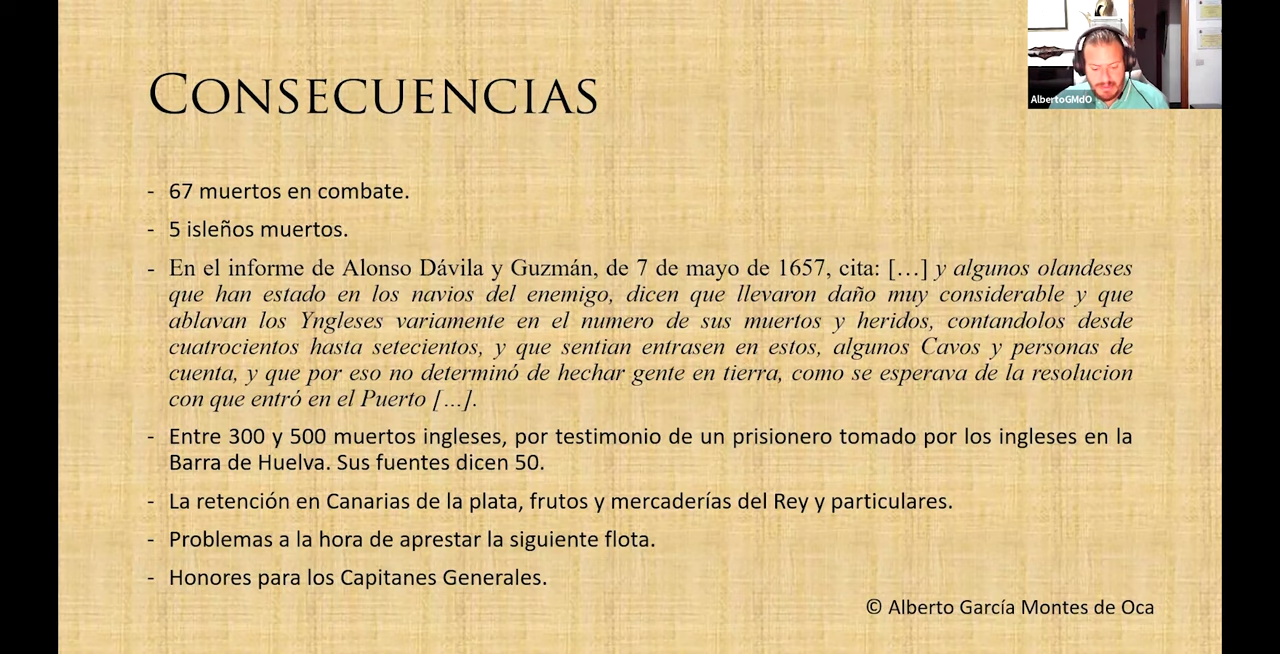 CONSECUENCIAS
AlbertoGMdO
- 67 muertos en combate.
- 5 isleños muertos.
- En el informe de Alonso Dávila y Guzmán, de 7 de mayo de 1657, cita: […] y algunos olandeses
que han estado en los navios del enemigo, dicen que llevaron daño muy considerable y que
ablavan los Yngleses variamente en el numero de sus muertos y heridos, contandolos desde
cuatrocientos hasta setecientos, y que sentian entrasen en estos, algunos Cavos y personas de
cuenta, y que por eso no determinó de hechar gente en tierra, como se esperava de la resolucion
con que entró en el Puerto […].
- Entre 300 y 500 muertos ingleses, por testimonio de un prisionero tomado por los ingleses en la
Barra de Huelva. Sus fuentes dicen 50.
- La retención en Canarias de la plata, frutos y mercaderías del Rey y particulares.
- Problemas a la hora de aprestar la siguiente flota.
- Honores para los Capitanes Generales.
© Alberto García Montes de Oca